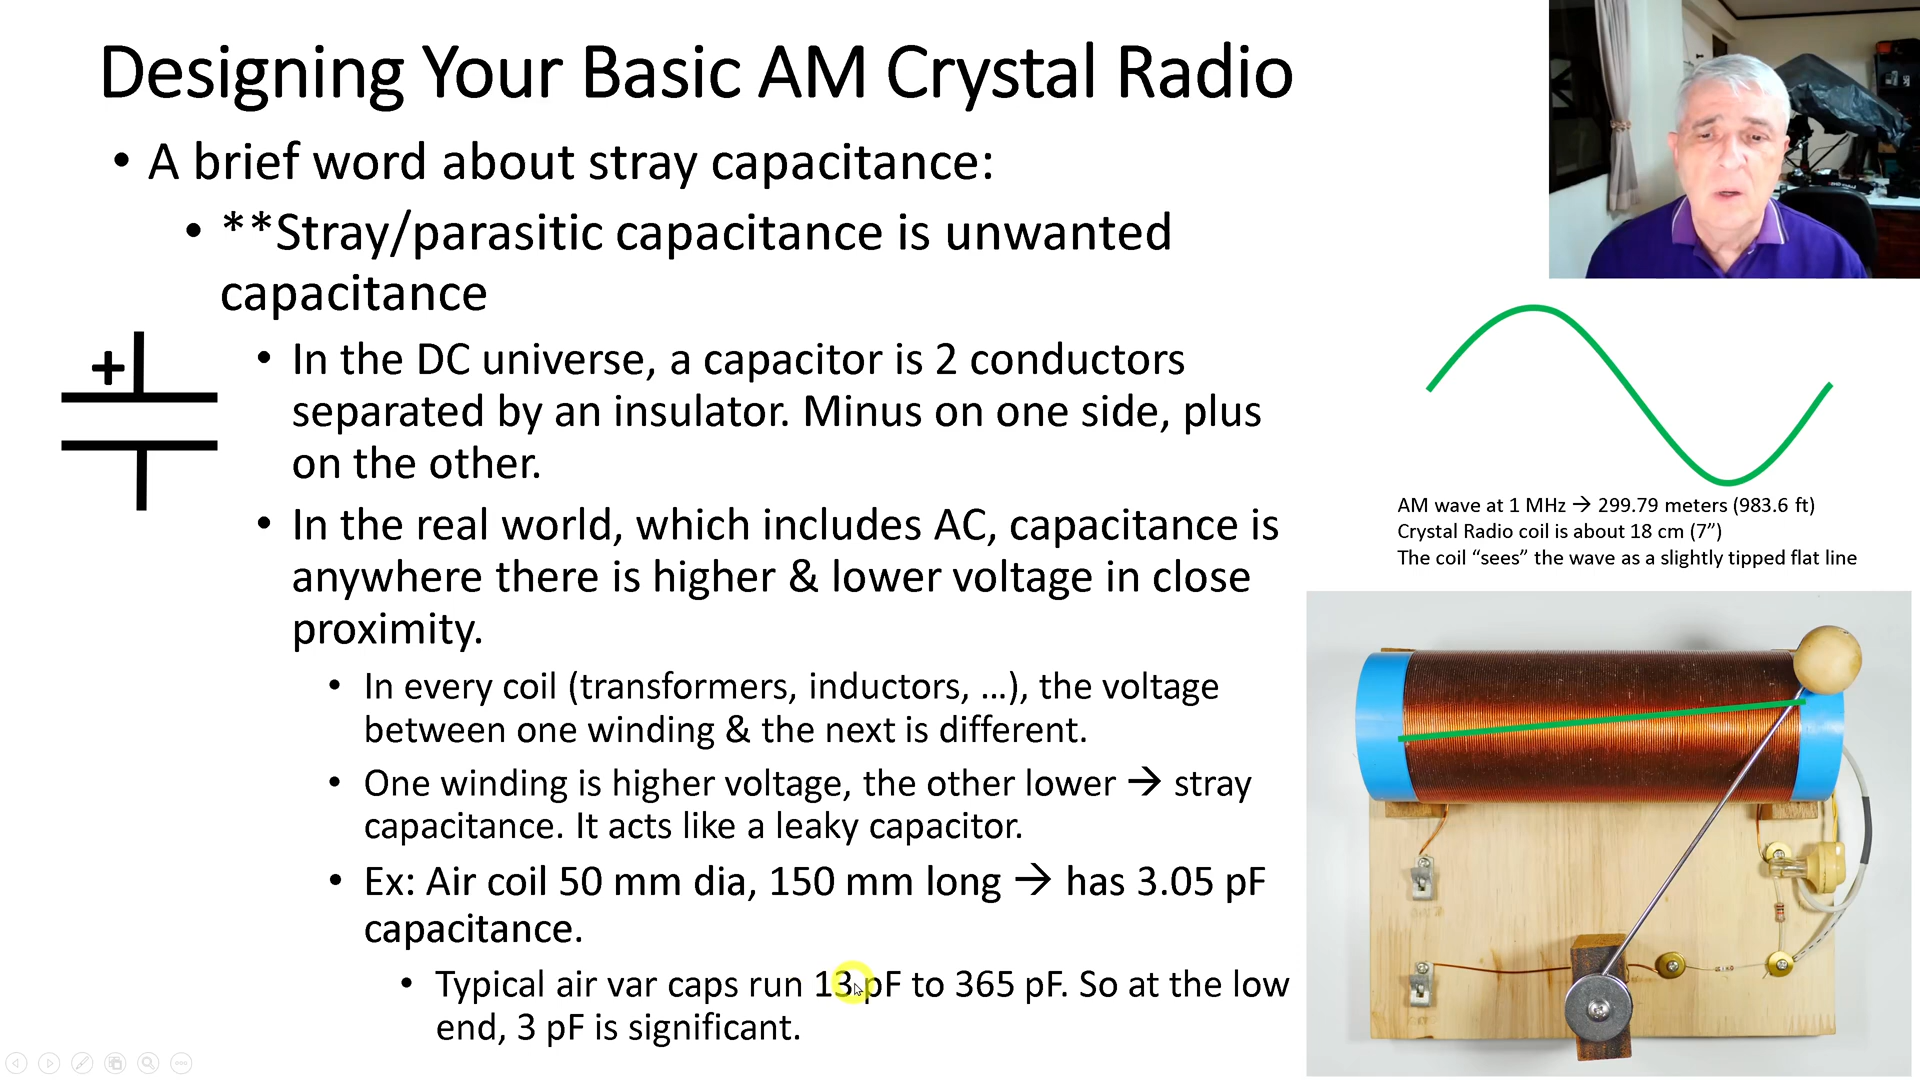 Designing Your Basic AM Crystal Radio
• A brief word about stray capacitance:
• **Stray/parasitic capacitance is unwanted
capacitance
+
• In the DC universe, a capacitor is 2 conductors
separated by an insulator. Minus on one side, plus
on the other.
• In the real world, which includes AC, capacitance is
anywhere there is higher & lower voltage in close
proximity.
• In every coil (transformers, inductors, …), the voltage
between one winding & the next is different.
• One winding is higher voltage, the other lower → stray
capacitance. It acts like a leaky capacitor.
• Ex: Air coil 50 mm dia, 150 mm long → has 3.05 pF
capacitance.
• Typical air var caps run 13 pF to 365 pF. So at the low
end, 3 pF is significant.
AM wave at 1 MHz → 299.79 meters (983.6 ft)
Crystal Radio coil is about 18 cm (7”)
The coil “sees” the wave as a slightly tipped flat line